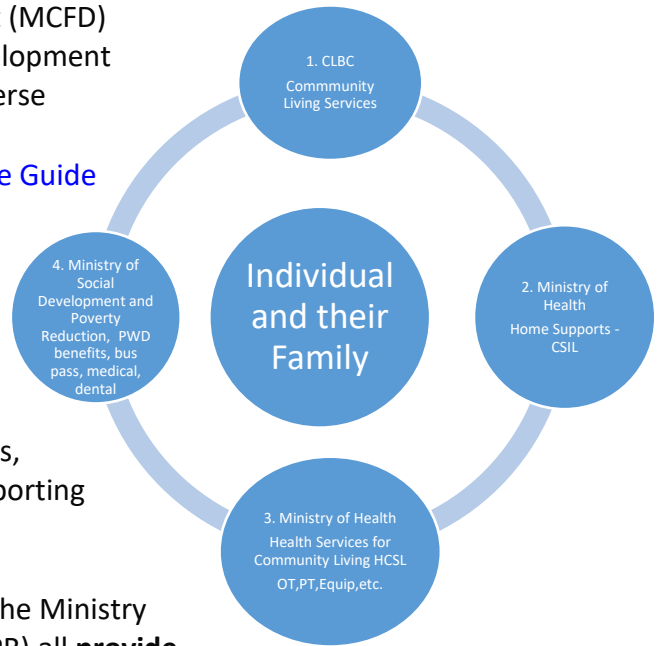 (MCFD)
lopment
erse
e Guide
s,
porting
he Ministry
all provide
1. CLBC
Commmunity
Living Services
2. Ministry of
Health
Home Supports -
CSIL
3. Ministry of Health
Health Services for
Community Living HCSL
OT,PT,Equip,etc.
4. Ministry of
Social
Development and
Poverty
Reduction, PWD
benefits, bus
pass, medical,
dental
Individual
and their
Family